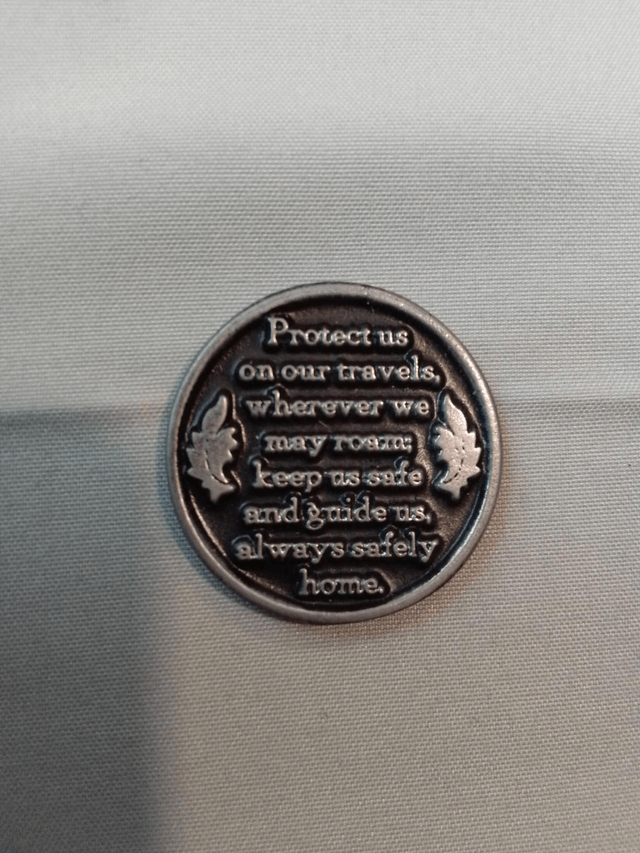 Protect us
on our travels,
wherever we
may roam;
keep us safe
and guide us,
always safely
home.